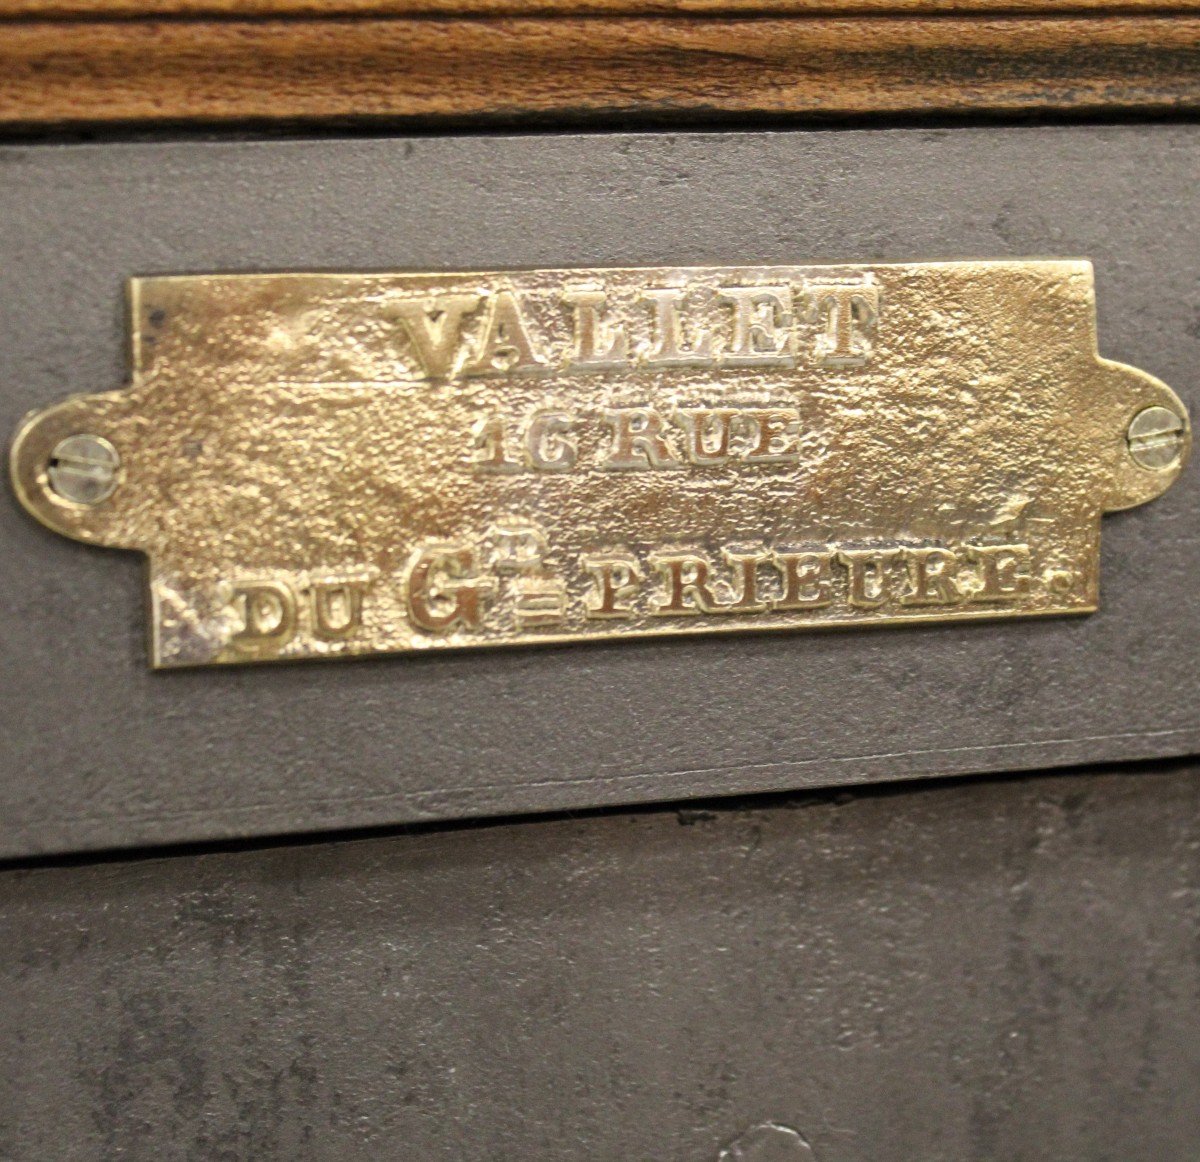 VALLET
16 RUE
DU Gᴰ PRIEURE.